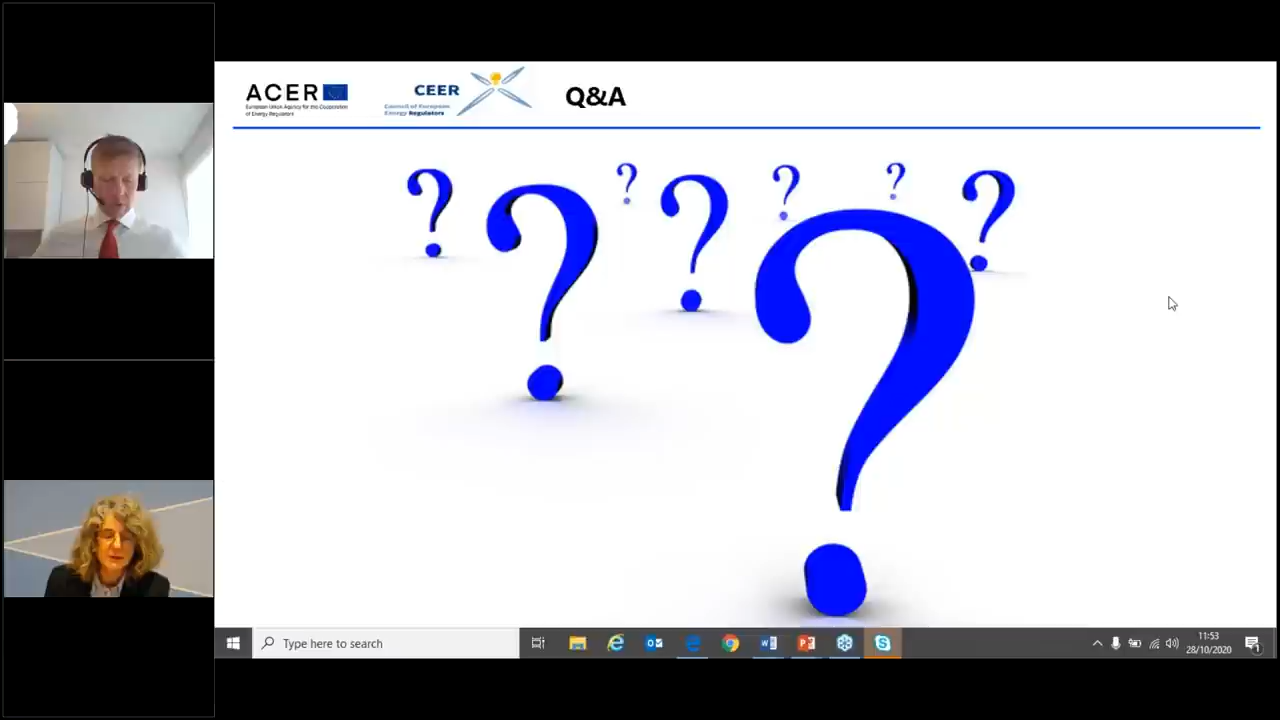 ACER
European Union Agency for the Cooperation
of Energy Regulators
CEER
Council of European
Energy Regulators
Q&A
? ? ? ? ? ? ? ?
Type here to search
11:53
28/10/2020
1